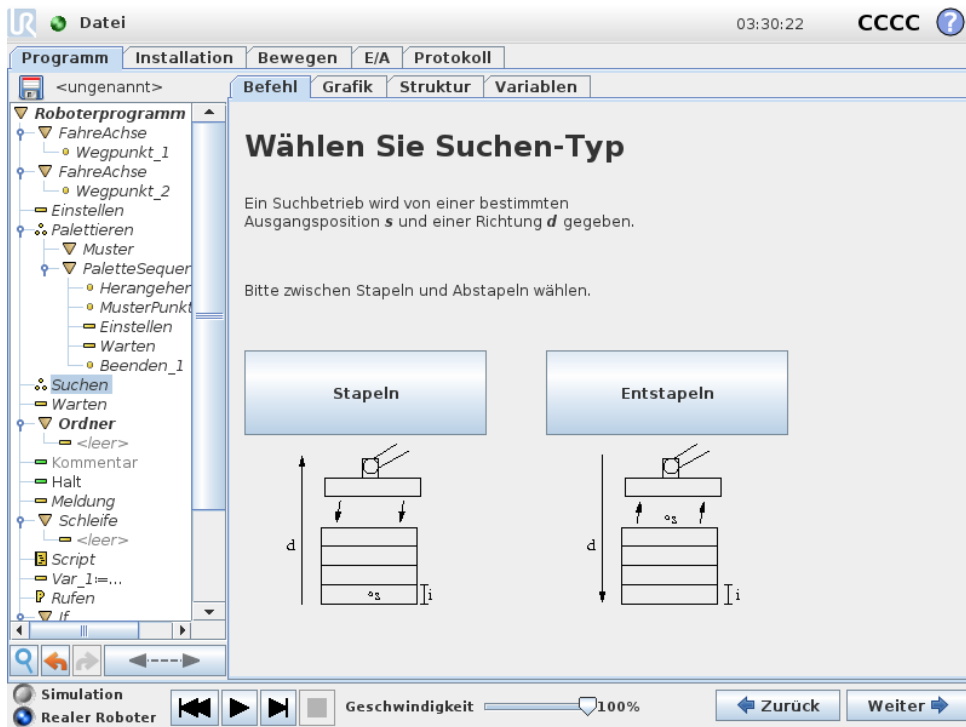 UR Datei 03:30:22 CCCC ?
Programm Installation Bewegen E/A Protokoll
<ungenannt>
Befehl Grafik Struktur Variablen
Roboterprogramm
FahreAchse
Wegpunkt_1
FahreAchse
Wegpunkt_2
Einstellen
Palettieren
Muster
PaletteSequer
Herangeher
MusterPunkt
Einstellen
Warten
Beenden_1
Suchen
Warten
Ordner
<leer>
Kommentar
Halt
Meldung
Schleife
<leer>
Script
Var_1:=...
Rufen
If
Wählen Sie Suchen-Typ
Ein Suchbetrieb wird von einer bestimmten
Ausgangsposition s und einer Richtung d gegeben.
Bitte zwischen Stapeln und Abstapeln wählen.
Stapeln Entstapeln
s
d d
s
i i
Simulation
Realer Roboter
Geschwindigkeit 100%
Zurück Weiter